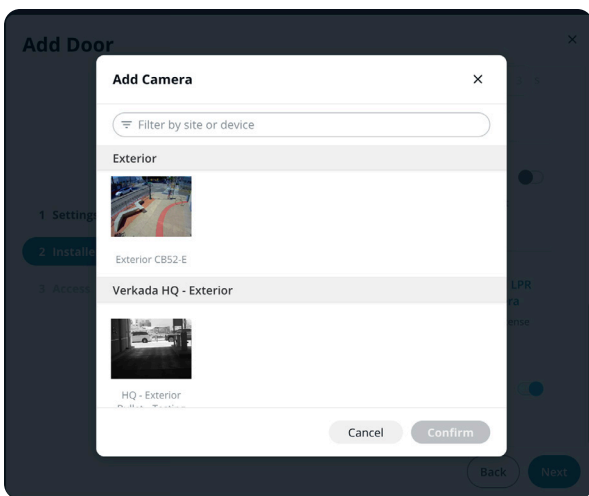 Add Door
Add Camera
Filter by site or device
Exterior
Exterior CB52-E
1 Settings
2 Installe
3 Access
LPR
Verkada HQ - Exterior
HQ - Exterior
Cancel
Confirm
Back
Next